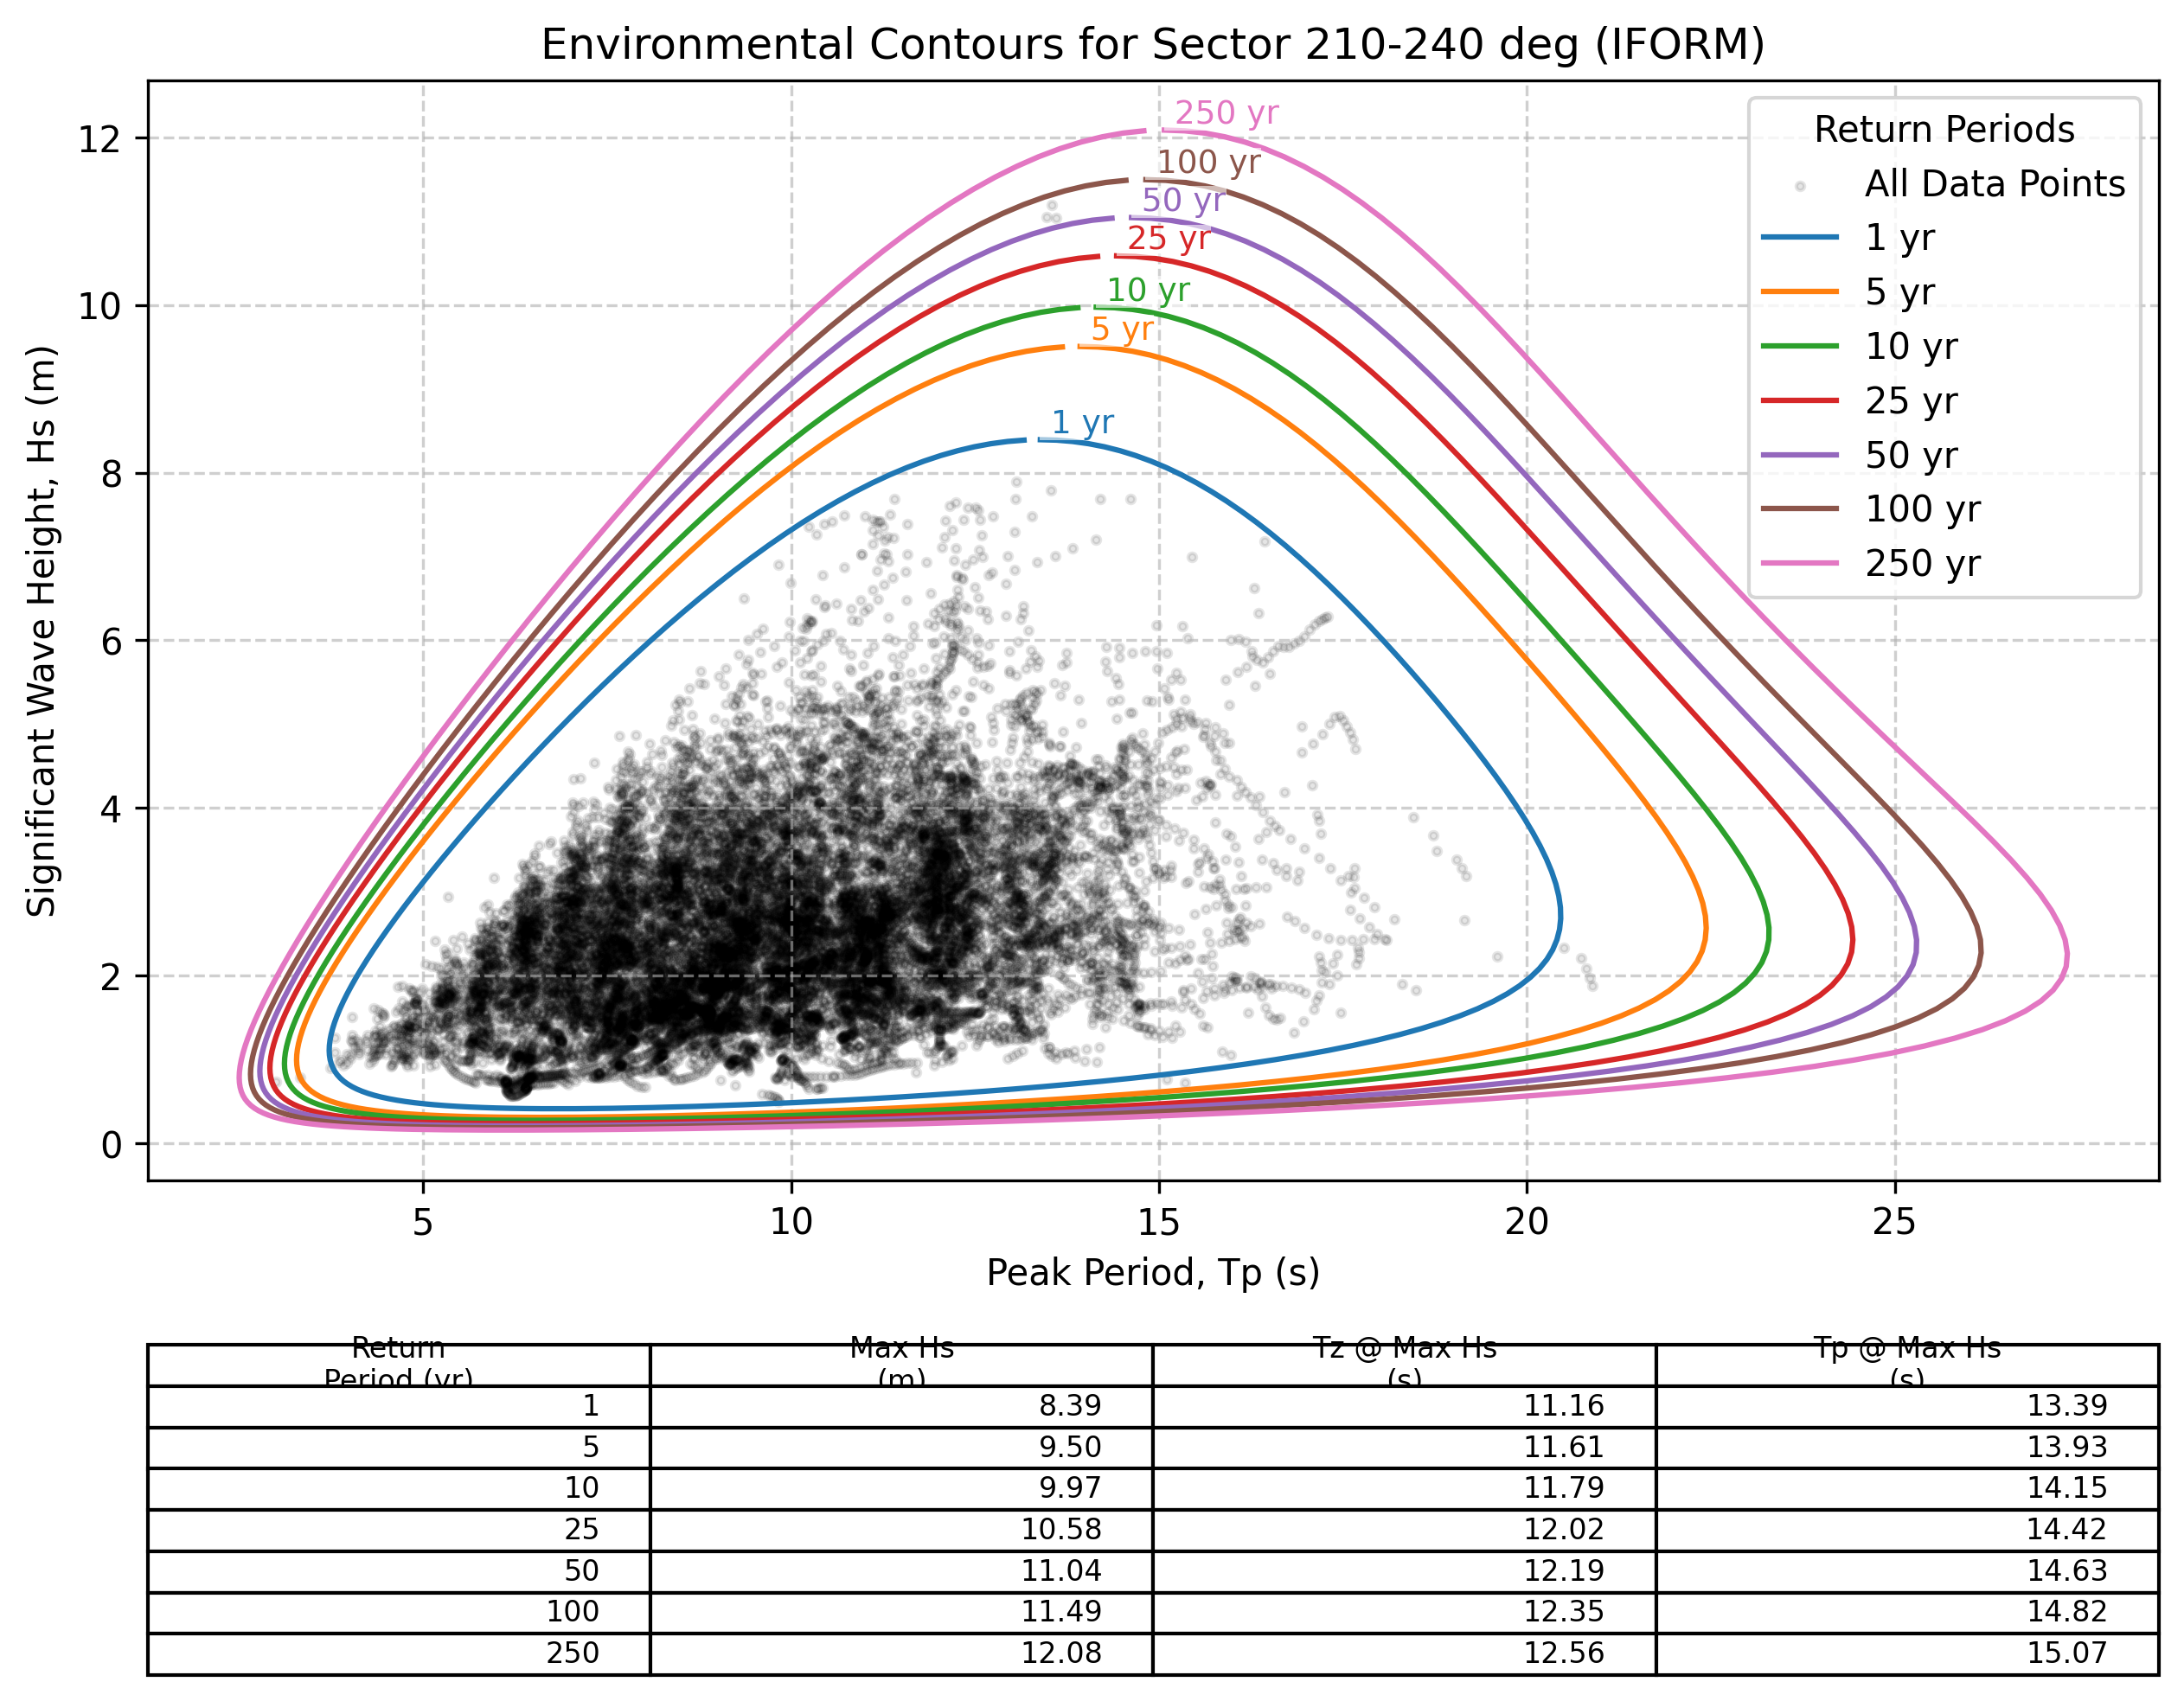 Environmental Contours for Sector 210-240 deg (IFORM)
250 yr
100 yr
50 yr
25 yr
10 yr
5 yr
1 yr
Return Periods
All Data Points
1 yr
5 yr
10 yr
25 yr
50 yr
100 yr
250 yr
Significant Wave Height, Hs (m)
12
10
8
6
4
2
0
5 10 15 20 25
Peak Period, Tp (s)
Return Period (yr) Max Hs (m) Tz @ Max Hs (s) Tp @ Max Hs (s)
1 8.39 11.16 13.39
5 9.50 11.61 13.93
10 9.97 11.79 14.15
25 10.58 12.02 14.42
50 11.04 12.19 14.63
100 11.49 12.35 14.82
250 12.08 12.56 15.07